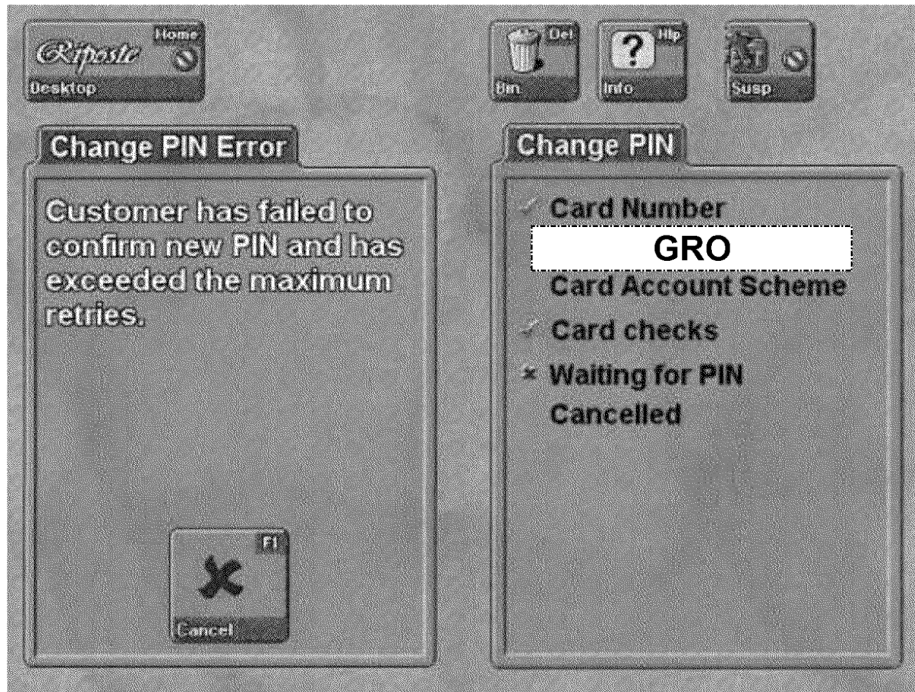 Riposte
Home
Desktop
Del
Bin
Hlp
Info
Susp
Change PIN Error
Customer has failed to
confirm new PIN and has
exceeded the maximum
retries.
F1
Cancel
Change PIN
Card Number
GRO
Card Account Scheme
Card checks
Waiting for PIN
Cancelled